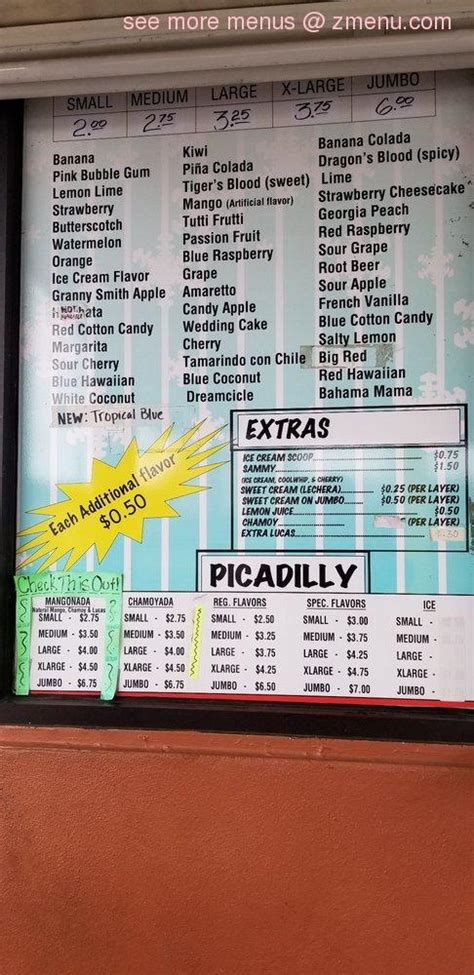 see more menus @ zmenu.com
SMALL MEDIUM LARGE X-LARGE JUMBO
2.00 2.75 3.25 3.75 6.00
Banana
Pink Bubble Gum
Lemon Lime
Strawberry
Butterscotch
Watermelon
Orange
Ice Cream Flavor
Granny Smith Apple
Red Cotton Candy
Margarita
Sour Cherry
Blue Hawaiian
White Coconut
NEW: Tropical Blue
Kiwi
Piña Colada
Tiger's Blood (sweet)
Mango (Artificial flavor)
Tutti Frutti
Passion Fruit
Blue Raspberry
Grape
Amaretto
Candy Apple
Wedding Cake
Cherry
Tamarindo con Chile
Blue Coconut
Dreamcicle
Banana Colada
Dragon's Blood (spicy)
Lime
Strawberry Cheesecake
Georgia Peach
Red Raspberry
Sour Grape
Root Beer
Sour Apple
French Vanilla
Blue Cotton Candy
Salty Lemon
Big Red
Red Hawaiian
Bahama Mama
Each Additional flavor
$0.50
EXTRAS
ICE CREAM SCOOP $0.75
SAMMY $1.50
(ICE CREAM, COOLWHIP, & CHERRY)
SWEET CREAM (LECHERA) $0.25 (PER LAYER)
SWEET CREAM ON JUMBO $0.50 (PER LAYER)
LEMON JUICE $0.50
CHAMOY (PER LAYER)
EXTRA LUCAS
PICADILLY
Check This Out!
MANGONADA
Natural Mango, Chamoy & Lucas
SMALL - $2.75
MEDIUM - $3.50
LARGE - $4.00
XLARGE - $4.50
JUMBO - $6.75
CHAMOYADA
SMALL - $2.75
MEDIUM - $3.50
LARGE - $4.00
XLARGE - $4.50
JUMBO - $6.75
REG. FLAVORS
SMALL - $2.50
MEDIUM - $3.25
LARGE - $3.75
XLARGE - $4.25
JUMBO - $6.50
SPEC. FLAVORS
SMALL - $3.00
MEDIUM - $3.75
LARGE - $4.25
XLARGE - $4.75
JUMBO - $7.00
ICE
SMALL -
MEDIUM -
LARGE -
XLARGE -
JUMBO -